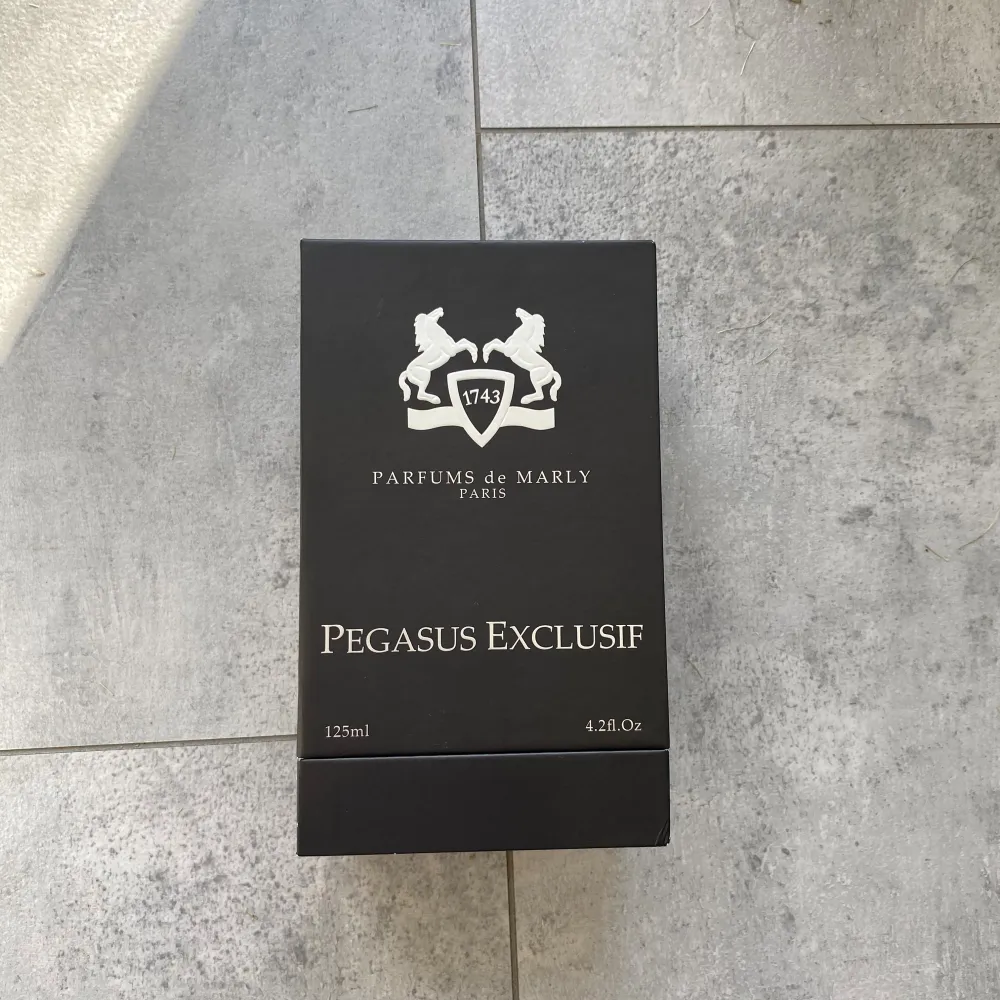 1743
PARFUMS de MARLY
PARIS
PEGASUS EXCLUSIF
125ml 4.2fl.Oz